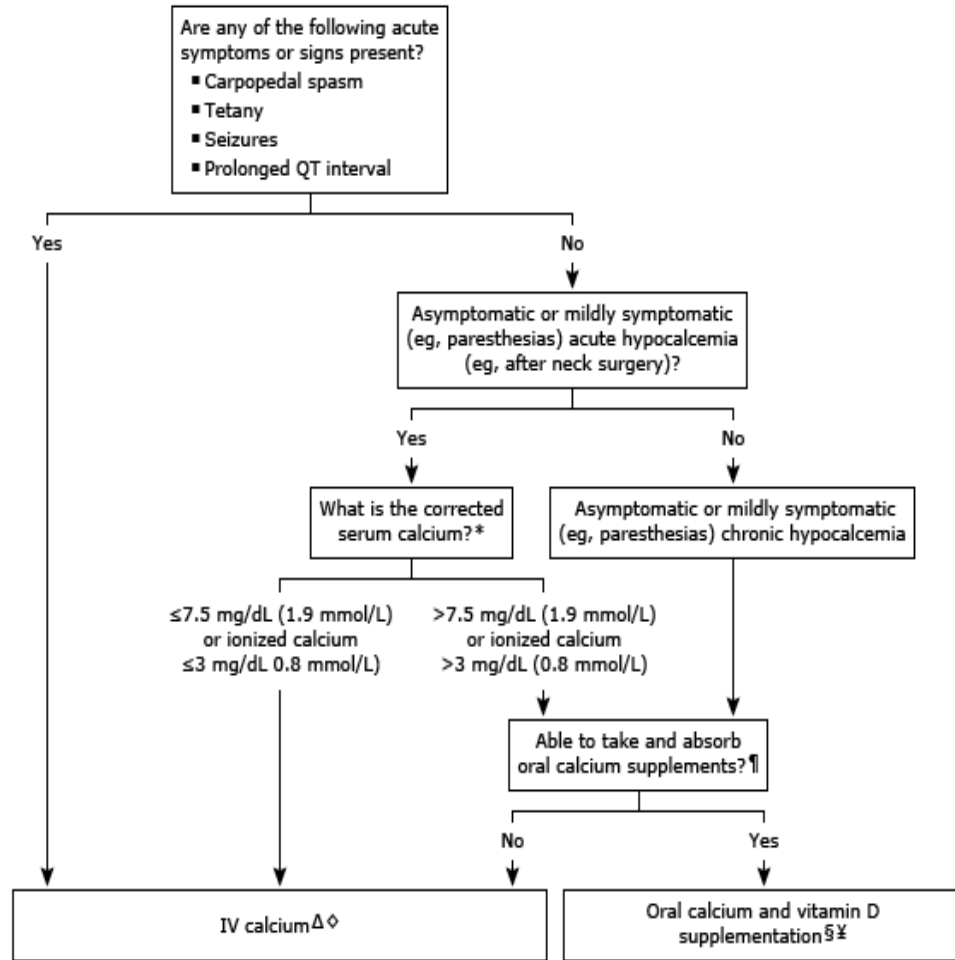 Are any of the following acute
symptoms or signs present?
▪ Carpopedal spasm
▪ Tetany
▪ Seizures
▪ Prolonged QT interval
Yes
No
Asymptomatic or mildly symptomatic
(eg, paresthesias) acute hypocalcemia
(eg, after neck surgery)?
Yes
No
What is the corrected
serum calcium?*
Asymptomatic or mildly symptomatic
(eg, paresthesias) chronic hypocalcemia
≤7.5 mg/dL (1.9 mmol/L)
or ionized calcium
≤3 mg/dL 0.8 mmol/L)
>7.5 mg/dL (1.9 mmol/L)
or ionized calcium
>3 mg/dL (0.8 mmol/L)
Able to take and absorb
oral calcium supplements?¶
No
Yes
IV calciumΔ◊
Oral calcium and vitamin D
supplementation§¥